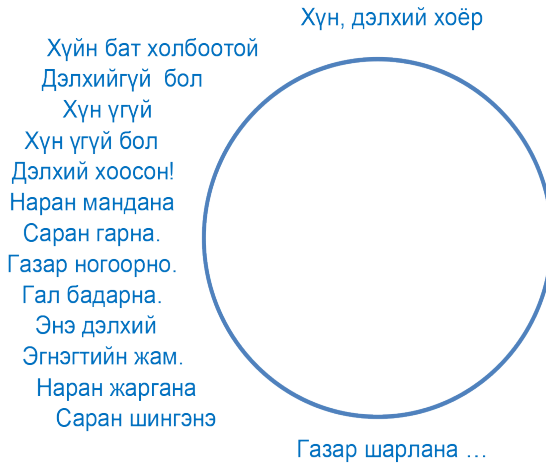 Хүн, дэлхий хоёр
Хүйн бат холбоотой
Дэлхийгүй бол
Хүн үгүй
Хүн үгүй бол
Дэлхий хоосон!
Наран мандана
Саран гарна.
Газар ногоорно.
Гал бадарна.
Энэ дэлхий
Эгнэгтийн жам.
Наран жаргана
Саран шингэнэ
Газар шарлана …